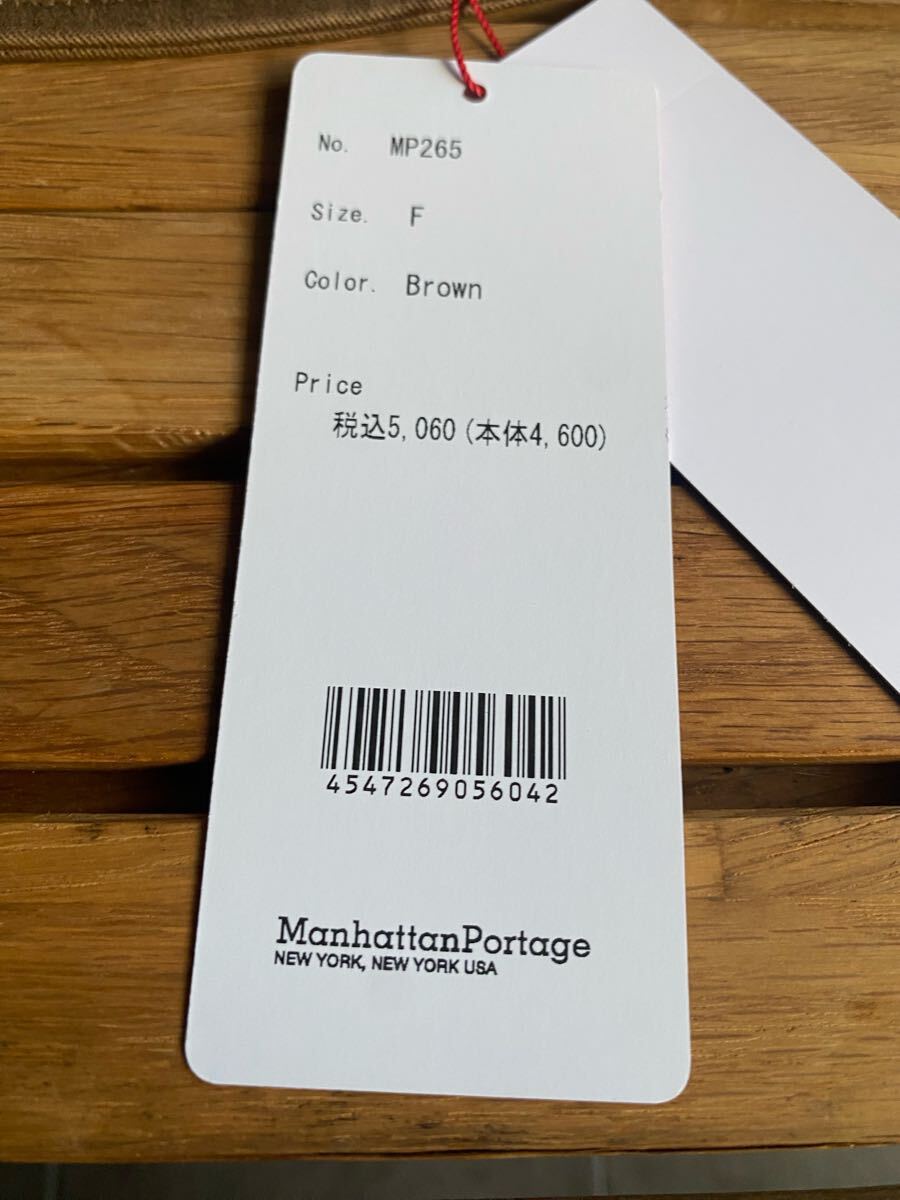 No. MP265
Size. F
Color. Brown
Price
税込5,060(本体4,600)
4547269056042
ManhattanPortage
NEW YORK, NEW YORK USA